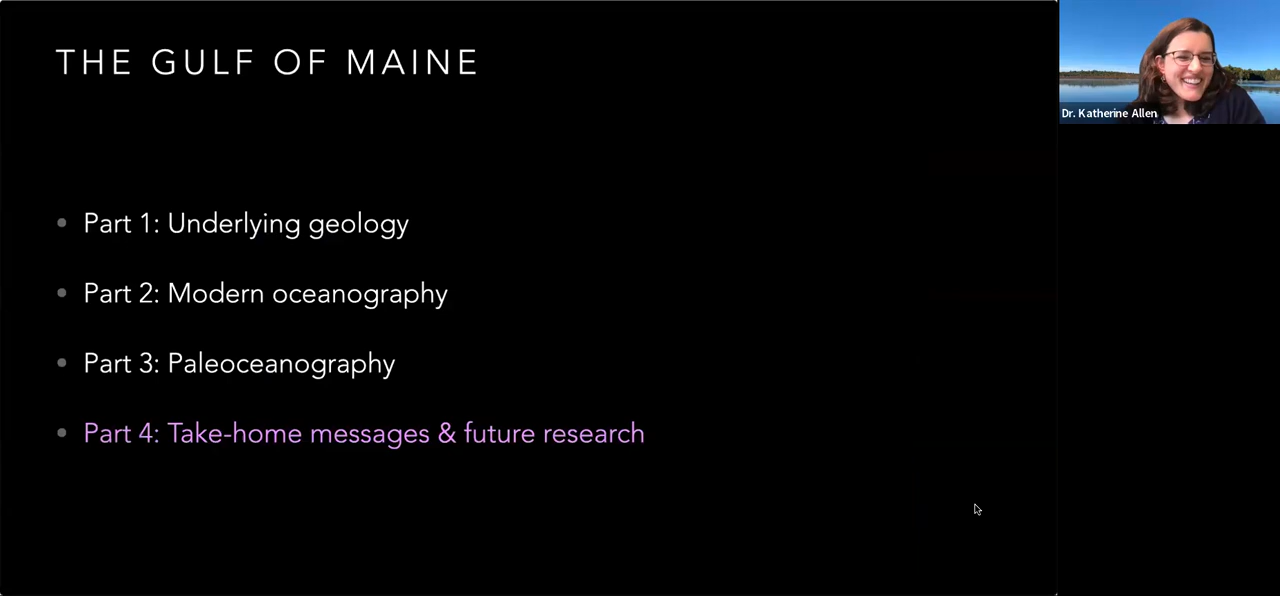 THE GULF OF MAINE
Dr. Katherine Allen
• Part 1: Underlying geology
• Part 2: Modern oceanography
• Part 3: Paleoceanography
• Part 4: Take-home messages & future research